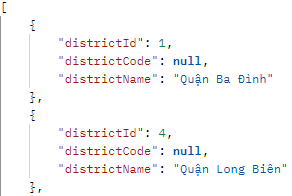 [
{
"districtId": 1,
"districtCode": null,
"districtName": "Quận Ba Đình"
},
{
"districtId": 4,
"districtCode": null,
"districtName": "Quận Long Biên"
},